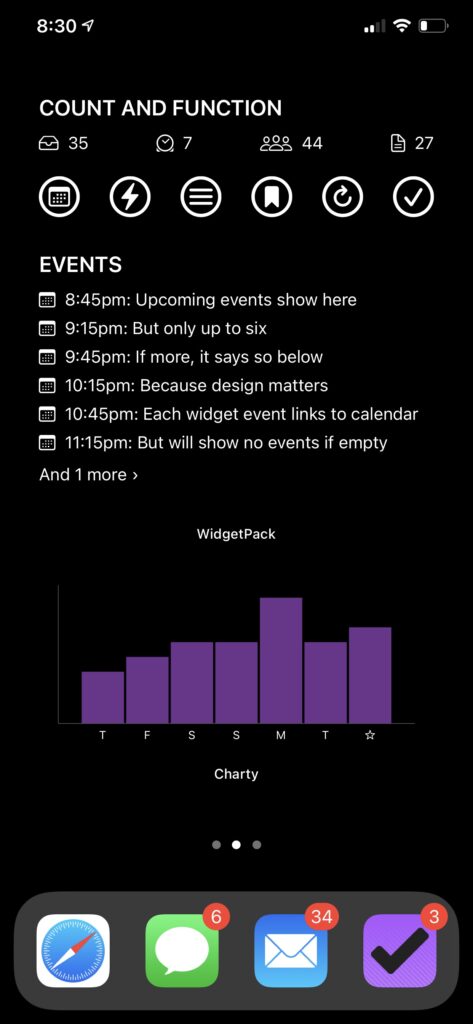 8:30
COUNT AND FUNCTION
35 7 44 27
EVENTS
8:45pm: Upcoming events show here
9:15pm: But only up to six
9:45pm: If more, it says so below
10:15pm: Because design matters
10:45pm: Each widget event links to calendar
11:15pm: But will show no events if empty
And 1 more ›
WidgetPack
T F S S M T ☆
Charty
6 34 3